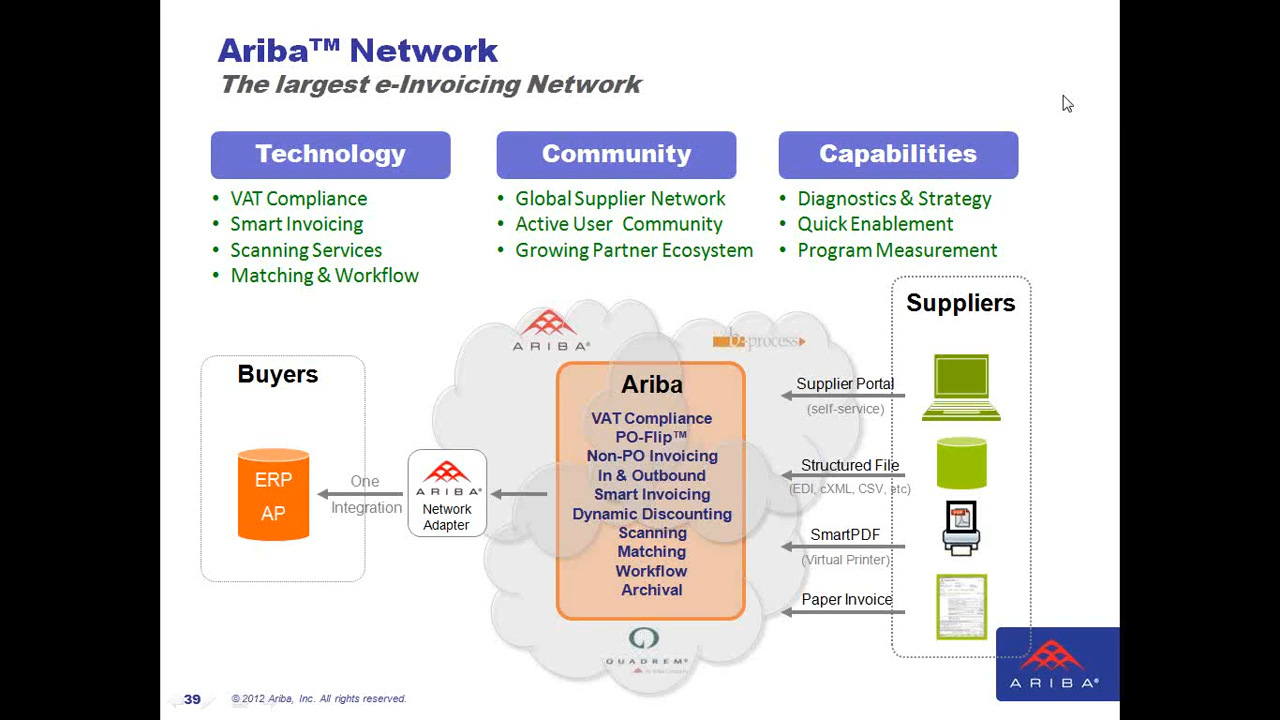 Ariba™ Network
The largest e-Invoicing Network
Technology
• VAT Compliance
• Smart Invoicing
• Scanning Services
• Matching & Workflow
Community
• Global Supplier Network
• Active User Community
• Growing Partner Ecosystem
Capabilities
• Diagnostics & Strategy
• Quick Enablement
• Program Measurement
Buyers
ERP
AP
One
Integration
ARIBA®
Network
Adapter
ARIBA®
b-process
Ariba
VAT Compliance
PO-Flip™
Non-PO Invoicing
In & Outbound
Smart Invoicing
Dynamic Discounting
Scanning
Matching
Workflow
Archival
QUADREM®
Suppliers
Supplier Portal
(self-service)
Structured File
(EDI, cXML, CSV, etc)
SmartPDF
(Virtual Printer)
Paper Invoice
ARIBA®
39
© 2012 Ariba, Inc. All rights reserved.